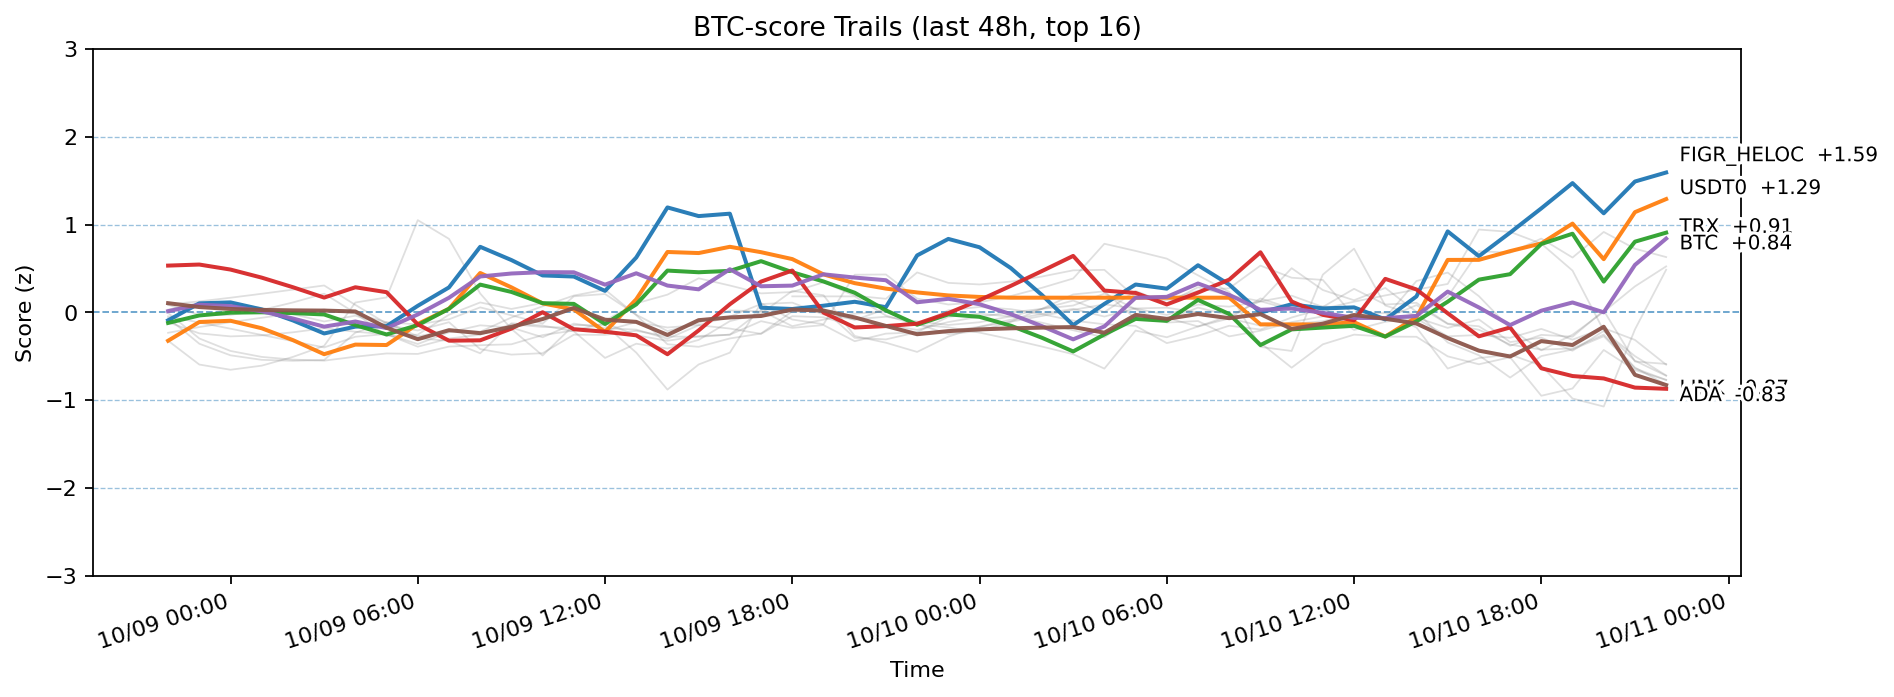 BTC-score Trails (last 48h, top 16)
3
2
1
0
−1
−2
−3
Score (z)
FIGR_HELOC +1.59
USDT0 +1.29
TRX +0.91
BTC +0.84
ADA -0.83
10/09 00:00
10/09 06:00
10/09 12:00
10/09 18:00
10/10 00:00
10/10 06:00
10/10 12:00
10/10 18:00
10/11 00:00
Time